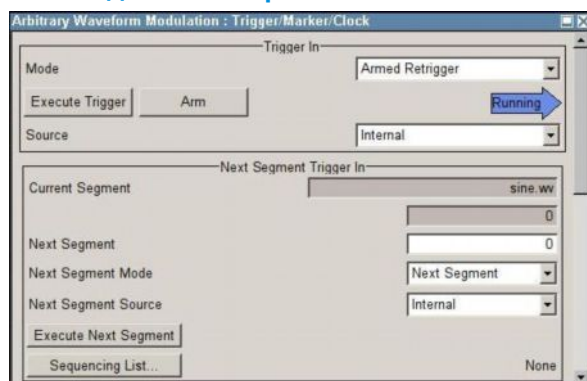 Arbitrary Waveform Modulation : Trigger/Marker/Clock
Trigger In
Mode Armed Retrigger
Execute Trigger Arm Running
Source Internal
Next Segment Trigger In
Current Segment sine.wv
0
Next Segment 0
Next Segment Mode Next Segment
Next Segment Source Internal
Execute Next Segment
Sequencing List... None